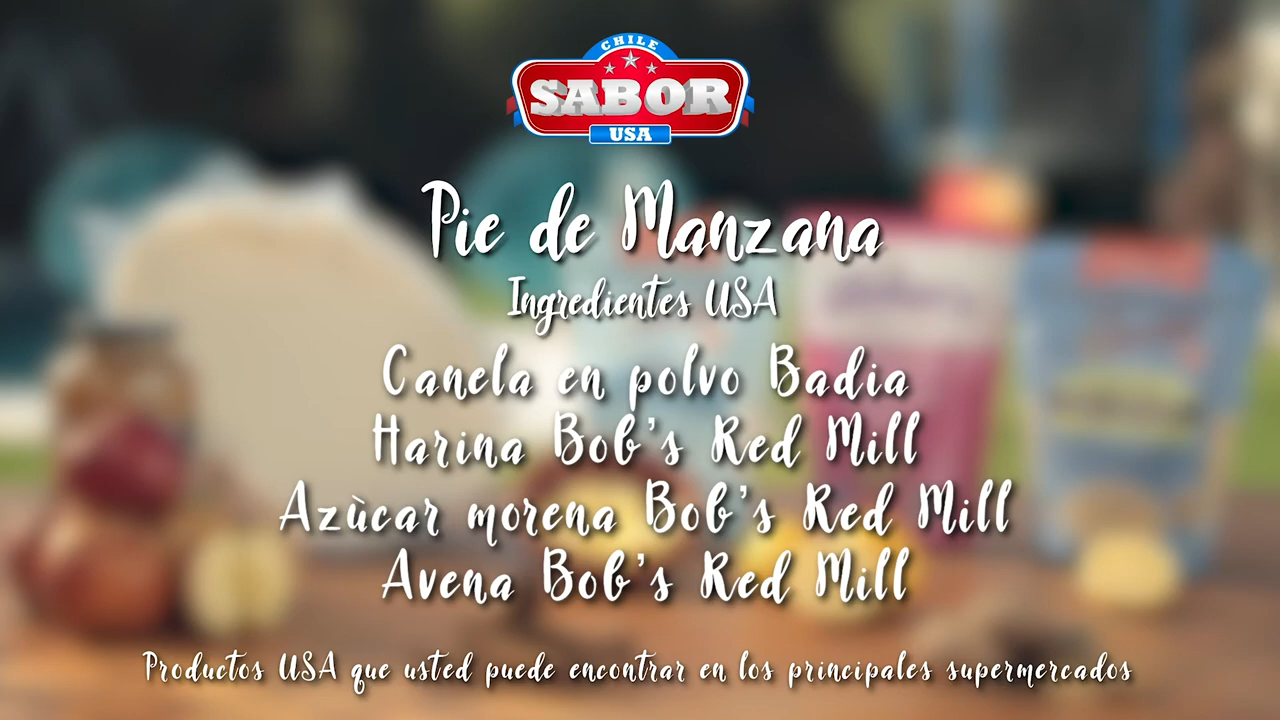 CHILE
SABOR
USA
Pie de Manzana
Ingredientes USA
Canela en polvo Badia
Harina Bob's Red Mill
Azùcar morena Bob's Red Mill
Avena Bob's Red Mill
Productos USA que usted puede encontrar en los principales supermercados